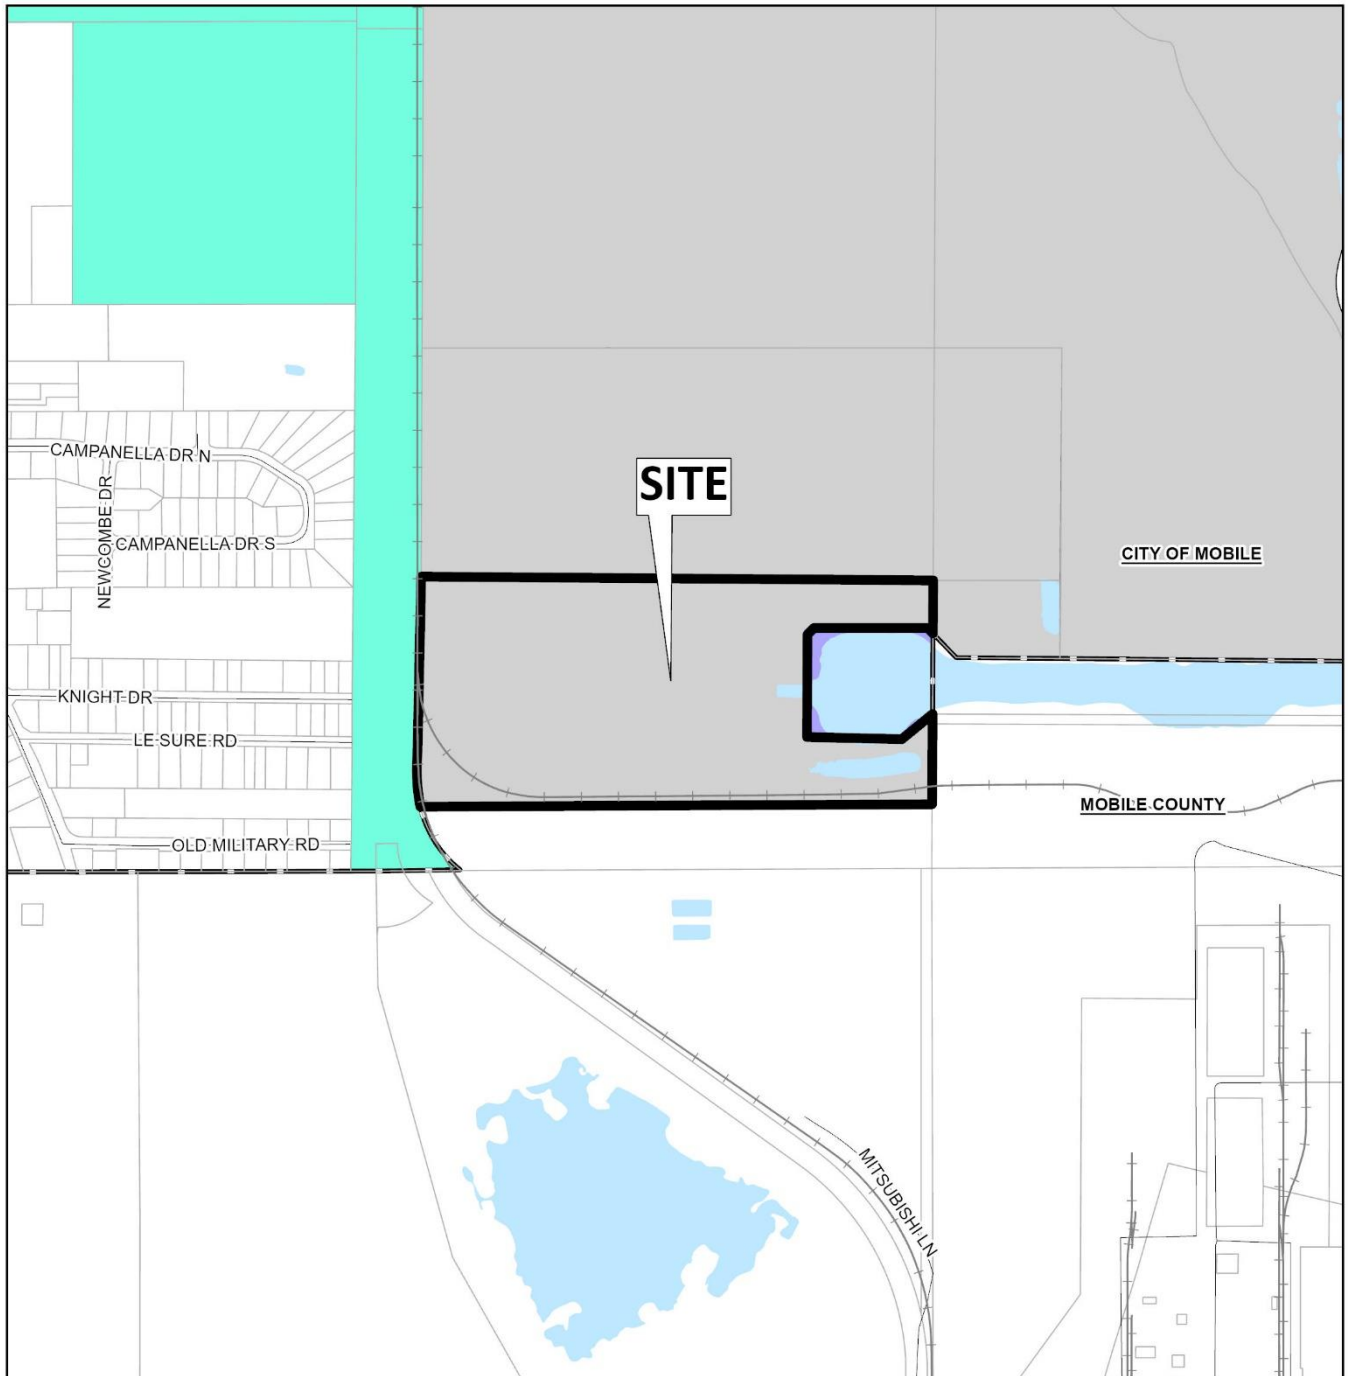 CAMPANELLA DR N
SITE
NEWCOMBE DR
CAMPANELLA DR S
CITY OF MOBILE
KNIGHT DR
LE SURE RD
MOBILE COUNTY
OLD MILITARY RD
MITSUBISHI LN